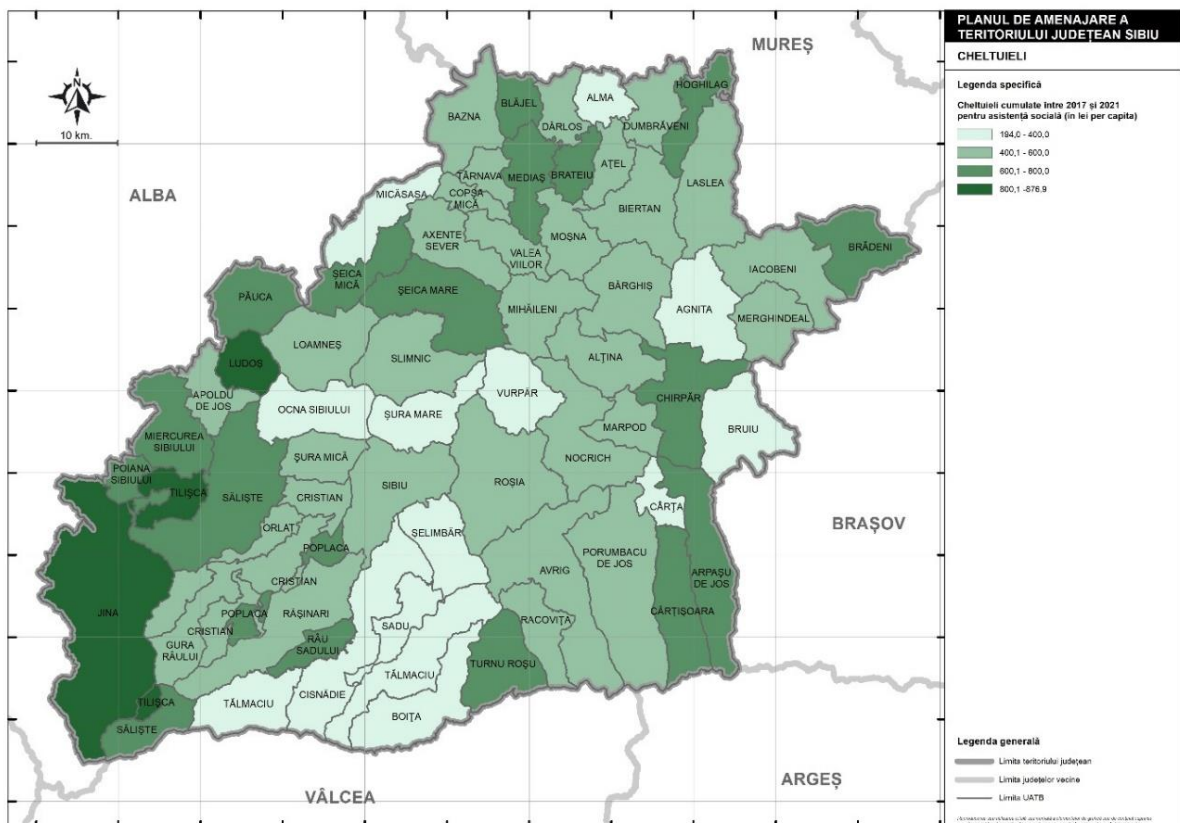 PLANUL DE AMENAJARE A
TERITORIULUI JUDEȚEAN SIBIU
CHELTUIELI
Legenda specifică
Cheltuieli cumulate între 2017 și 2021
pentru asistență socială (în lei per capita)
194,0 - 400,0
400,1 - 600,0
600,1 - 800,0
800,1 -876,9
N
10 km.
MUREȘ
ALBA
BRAȘOV
ARGEȘ
VÂLCEA
HOGHILAG
BLĂJEL
ALMA
BAZNA
DÂRLOS
DUMBRĂVENI
TÂRNAVA
MEDIAȘ
BRATEIU
AȚEL
LASLEA
MICĂSASA
COPȘA
MICĂ
BIERTAN
AXENTE
SEVER
MOȘNA
VALEA
VIILOR
BRĂDENI
IACOBENI
ȘEICA
MICĂ
ȘEICA MARE
BÂRGHIȘ
PĂUCA
MIHĂILENI
AGNITA
MERGHINDEAL
LOAMNEȘ
SLIMNIC
ALȚINA
LUDOȘ
APOLDU
DE JOS
OCNA SIBIULUI
ȘURA MARE
VURPĂR
CHIRPĂR
MARPOD
BRUIU
MIERCUREA
SIBIULUI
ȘURA MICĂ
NOCRICH
POIANA
SIBIULUI
TILIȘCA
SĂLIȘTE
CRISTIAN
SIBIU
ROȘIA
CÂRȚA
ORLAT
ȘELIMBĂR
POPLACA
PORUMBACU
DE JOS
AVRIG
ARPAȘU
DE JOS
CRISTIAN
CÂRȚIȘOARA
JINA
POPLACA
RĂȘINARI
RACOVIȚA
SADU
CRISTIAN
GURA
RÂULUI
RÂU
SADULUI
TURNU ROȘU
TĂLMACIU
CISNĂDIE
TILIȘCA
TĂLMACIU
BOIȚA
SĂLIȘTE
Legenda generală
Limita teritoriului județean
Limita județelor vecine
Limita UATB